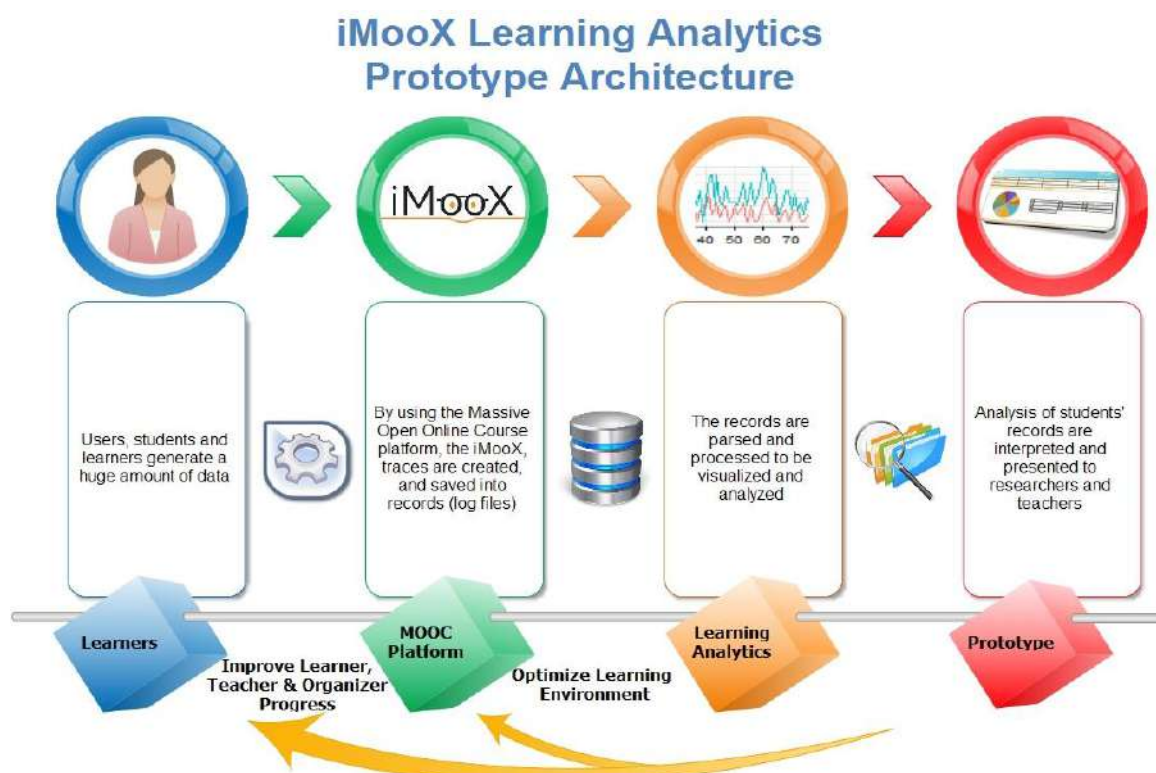 iMooX Learning Analytics
Prototype Architecture
iMooX
40 50 60 70
Users, students and
learners generate a
huge amount of data
By using the Massive
Open Online Course
platform, the iMooX,
traces are created,
and saved into
records (log files)
The records are
parsed and
processed to be
visualized and
analyzed
Analysis of students'
records are
interpreted and
presented to
researchers and
teachers
Learners
MOOC
Platform
Learning
Analytics
Prototype
Improve Learner,
Teacher & Organizer
Progress
Optimize Learning
Environment